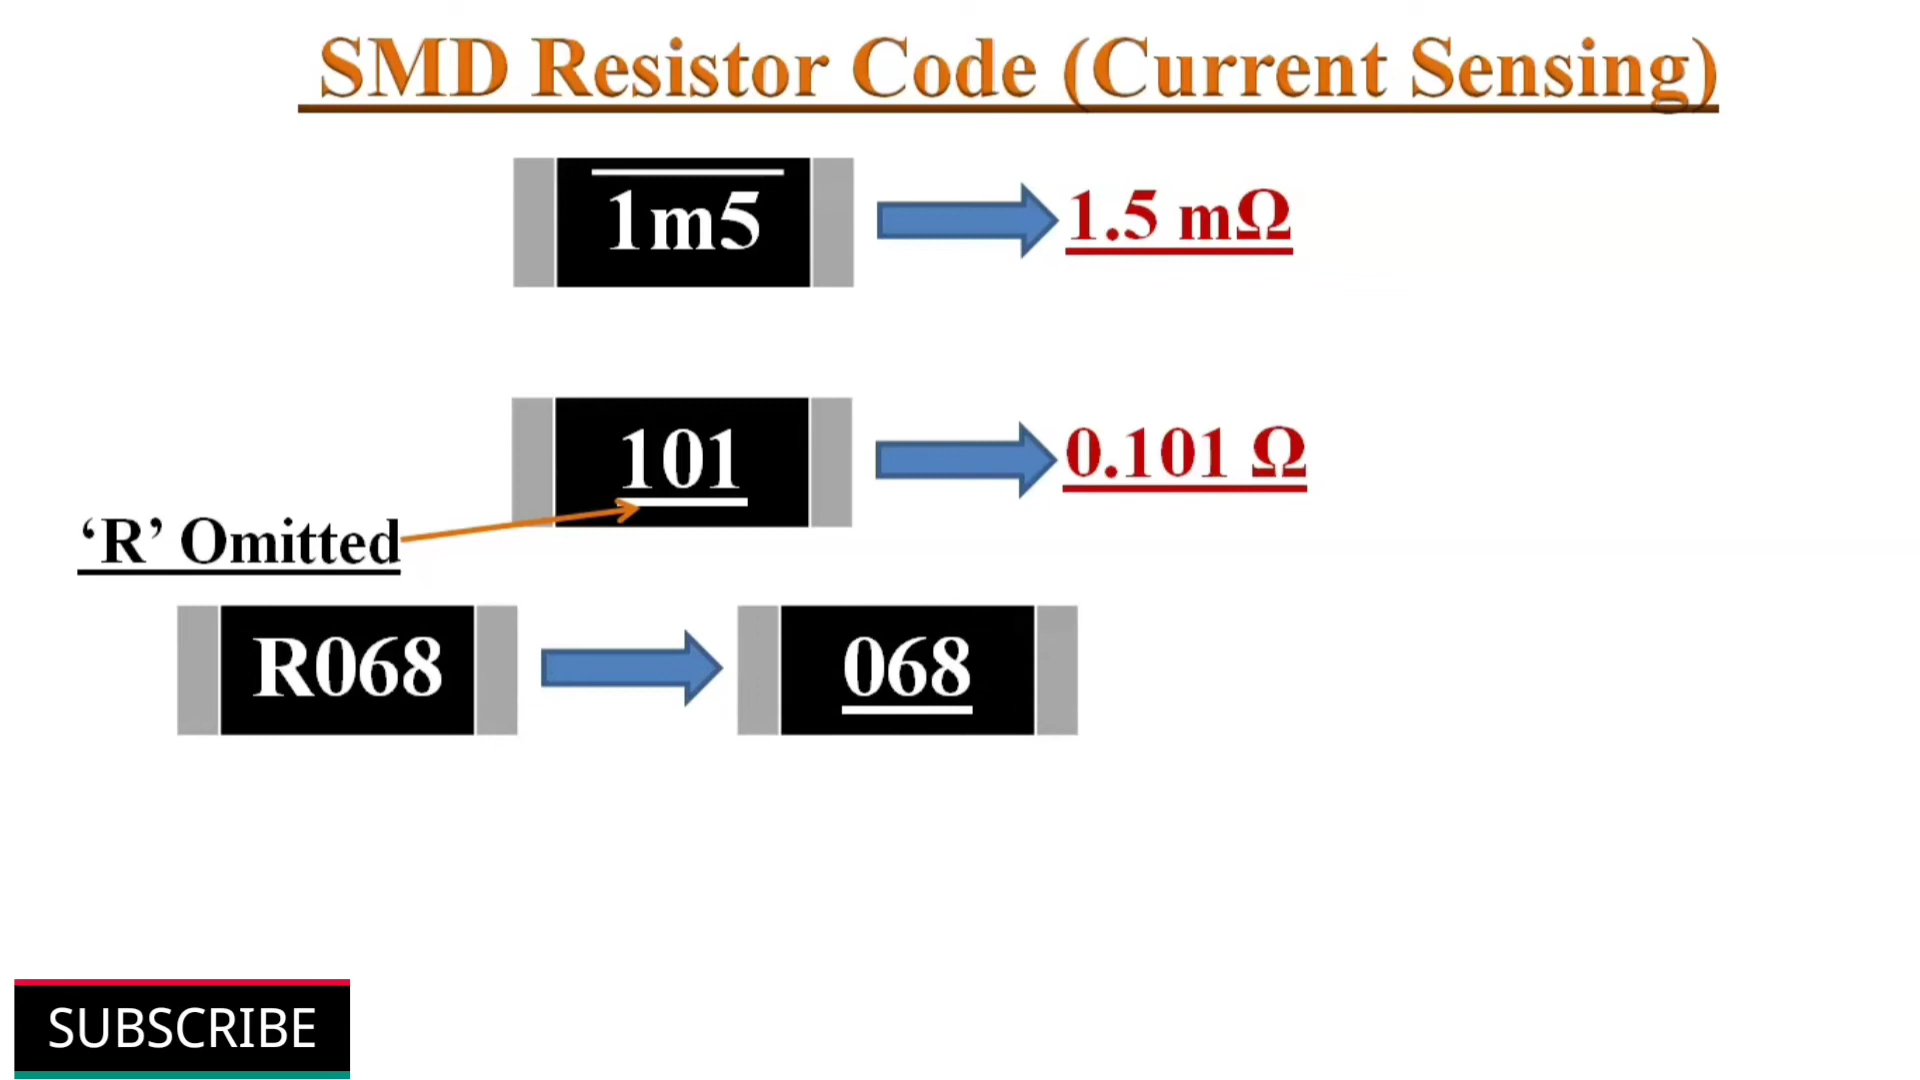 SMD Resistor Code (Current Sensing)
1m5
1.5 mΩ
101
0.101 Ω
‘R’ Omitted
R068
068
SUBSCRIBE